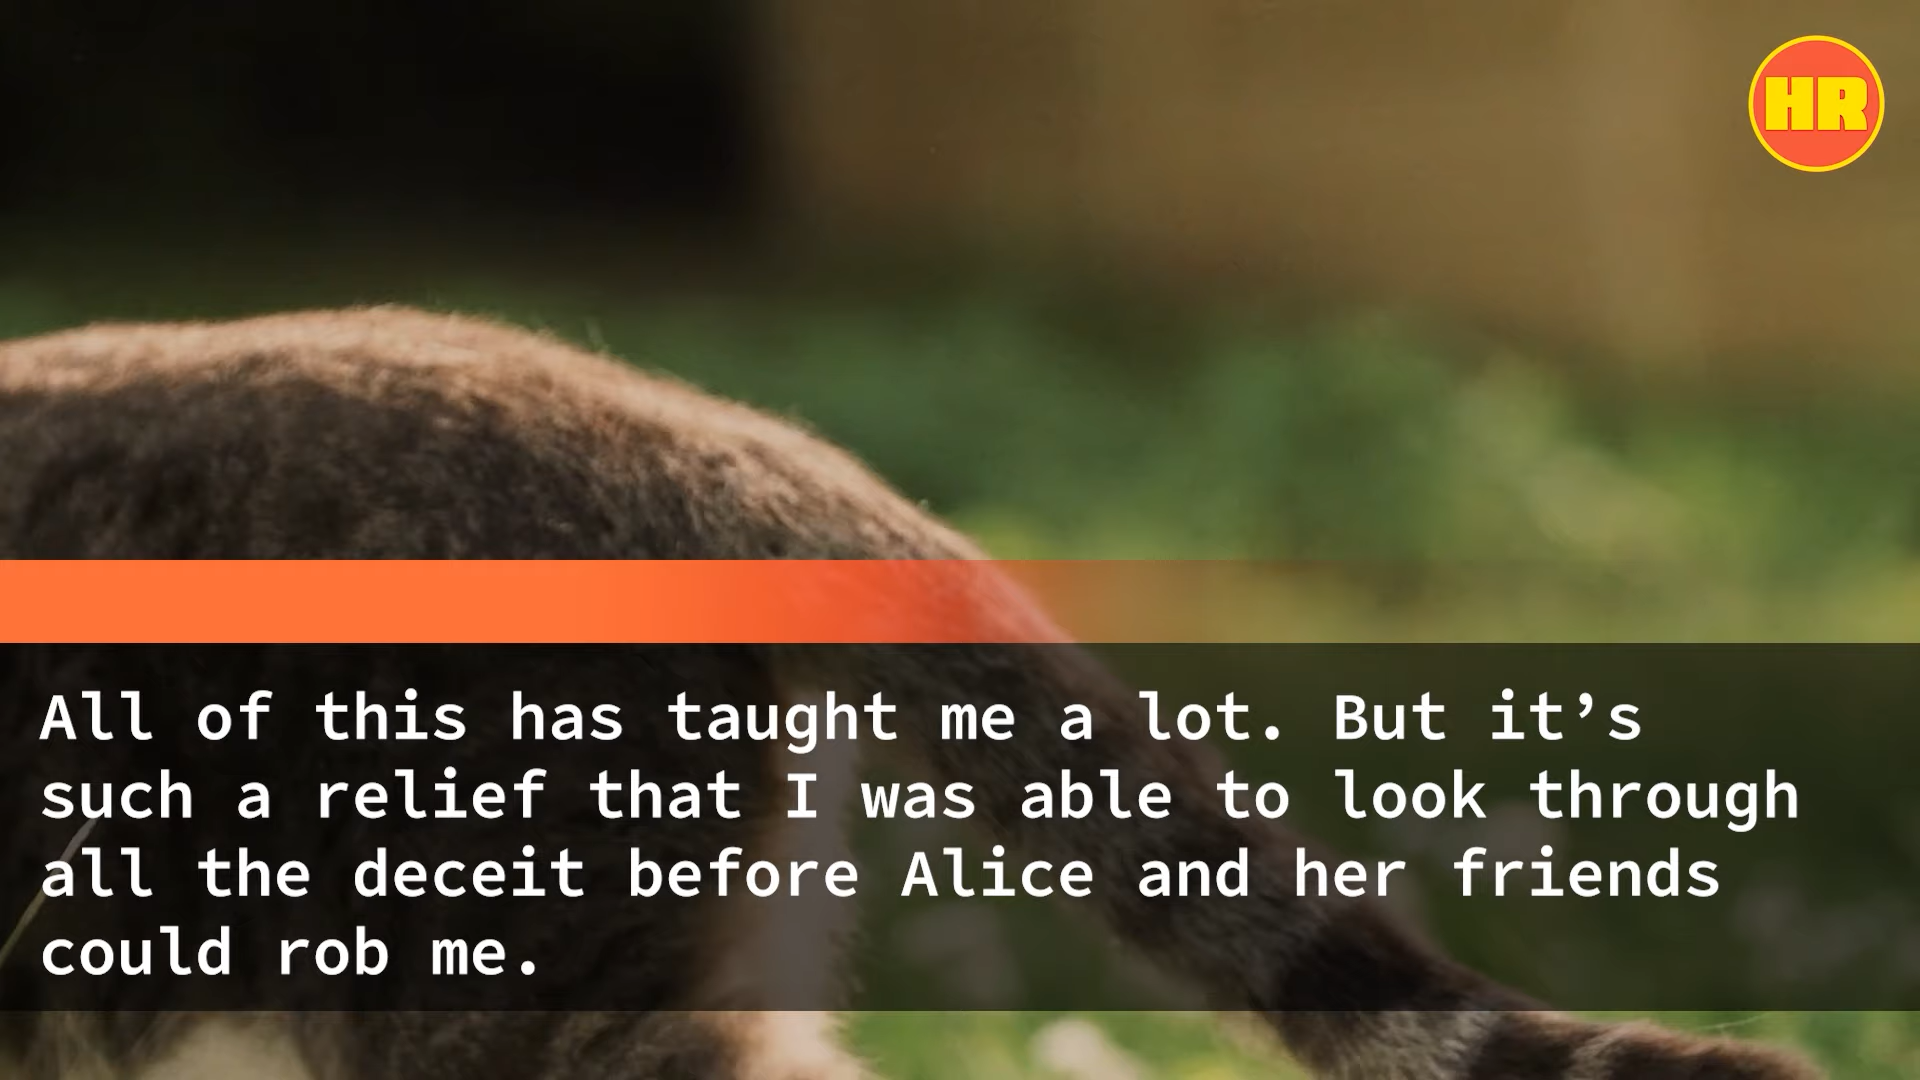 HR
All of this has taught me a lot. But it’s
such a relief that I was able to look through
all the deceit before Alice and her friends
could rob me.